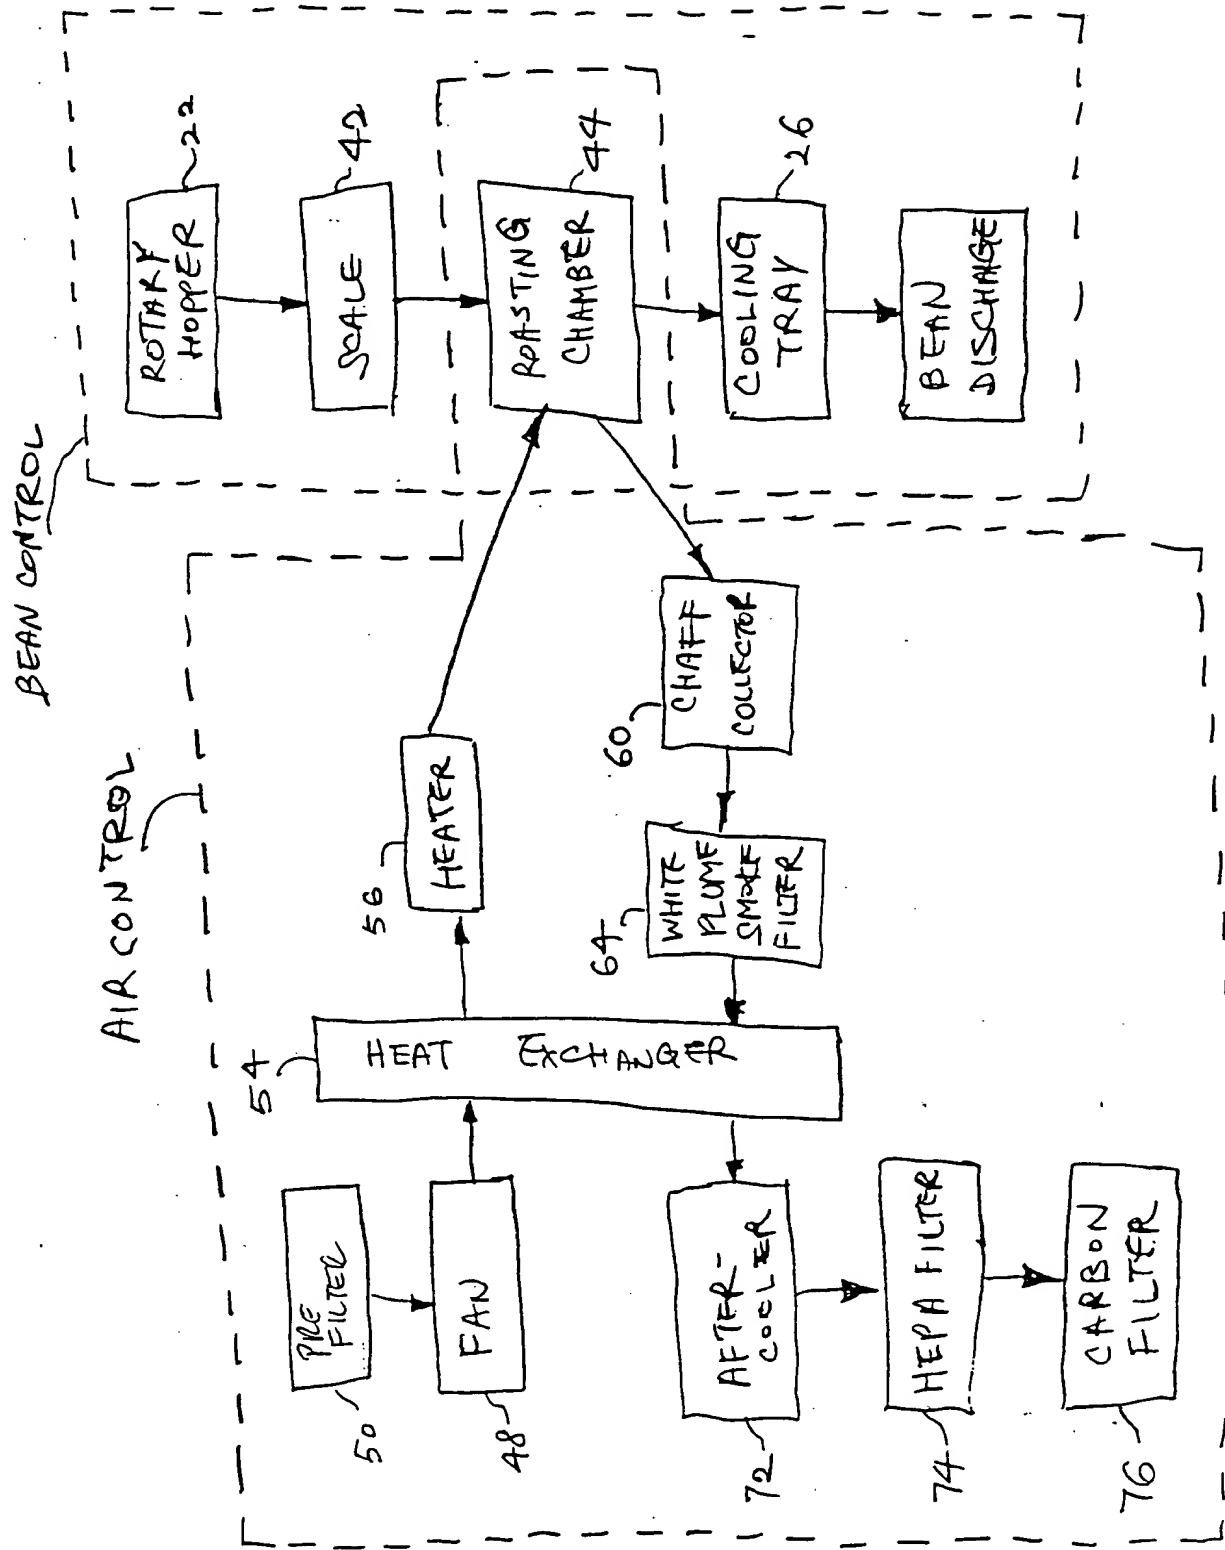 BEAN CONTROL
AIR CONTROL
ROTARY
HOPPER
22
SCALE
42
ROASTING
CHAMBER
44
COOLING
TRAY
26
BEAN
DISCHAGE
PRE
FILTER
50
FAN
48
HEAT EXCHANGER
54
HEATER
56
CHAFF
COLLECTOR
60
WHITE
PLUME
SMOKE
FILTER
64
AFTER-
COOLER
72
HEPA FILTER
74
CARBON
FILTER
76